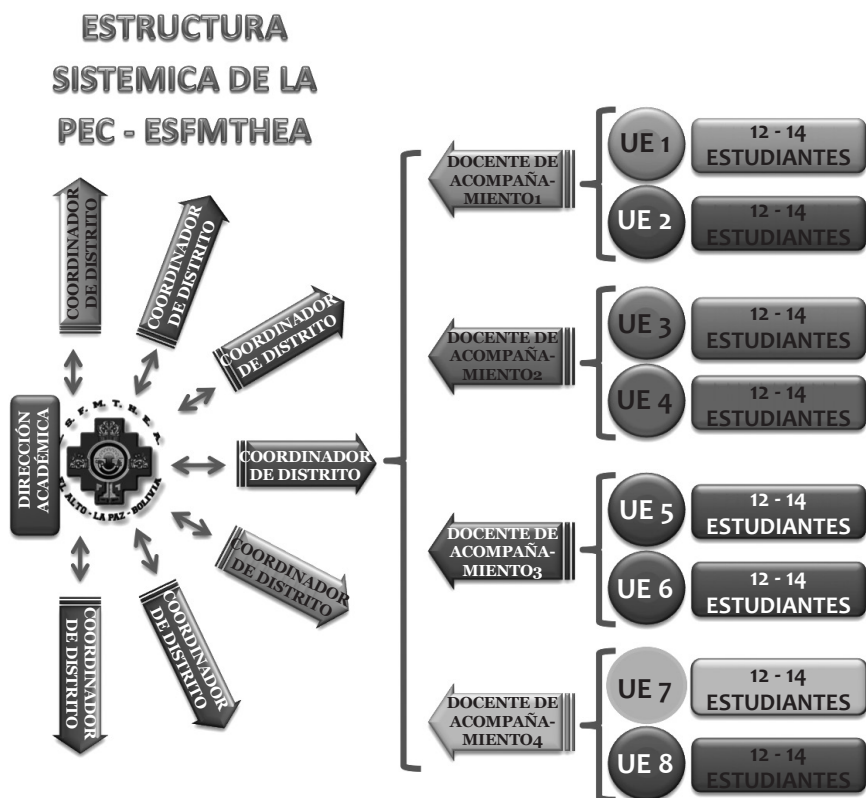 ESTRUCTURA
SISTEMICA DE LA
PEC - ESFMTHEA
COORDINADOR
DE DISTRITO
COORDINADOR
DE DISTRITO
COORDINADOR
DE DISTRITO
COORDINADOR
DE DISTRITO
COORDINADOR
DE DISTRITO
COORDINADOR
DE DISTRITO
COORDINADOR
DE DISTRITO
DIRECCIÓN
ACADÉMICA
EL ALTO - LA PAZ - BOLIVIA
DOCENTE DE
ACOMPAÑA-
MIENTO1
UE 1
12 - 14
ESTUDIANTES
UE 2
12 - 14
ESTUDIANTES
DOCENTE DE
ACOMPAÑA-
MIENTO2
UE 3
12 - 14
ESTUDIANTES
UE 4
12 - 14
ESTUDIANTES
DOCENTE DE
ACOMPAÑA-
MIENTO3
UE 5
12 - 14
ESTUDIANTES
UE 6
12 - 14
ESTUDIANTES
DOCENTE DE
ACOMPAÑA-
MIENTO4
UE 7
12 - 14
ESTUDIANTES
UE 8
12 - 14
ESTUDIANTES